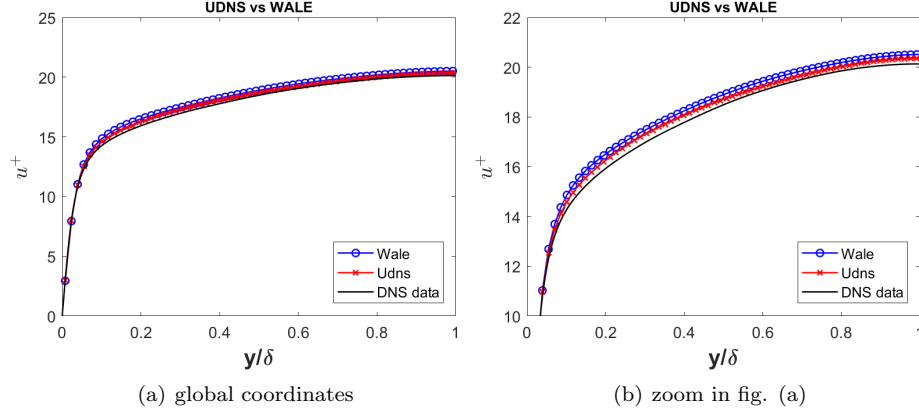 UDNS vs WALE
25
20
15
10
5
0
u+
0 0.2 0.4 0.6 0.8 1
y/δ
Wale
Udns
DNS data
(a) global coordinates
UDNS vs WALE
22
20
18
16
14
12
10
u+
0 0.2 0.4 0.6 0.8 1
y/δ
Wale
Udns
DNS data
(b) zoom in fig. (a)